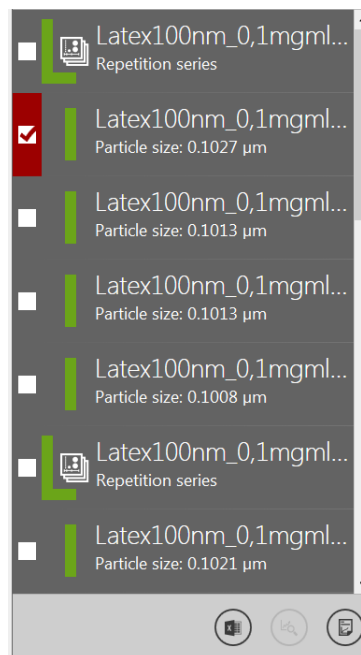 Latex100nm_0,1mgml...
Repetition series
Latex100nm_0,1mgml...
Particle size: 0.1027 µm
Latex100nm_0,1mgml...
Particle size: 0.1013 µm
Latex100nm_0,1mgml...
Particle size: 0.1013 µm
Latex100nm_0,1mgml...
Particle size: 0.1008 µm
Latex100nm_0,1mgml...
Repetition series
Latex100nm_0,1mgml...
Particle size: 0.1021 µm